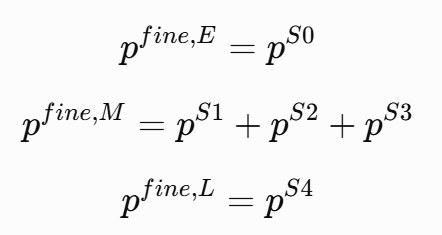 p^{fine,E} = p^{S0}
p^{fine,M} = p^{S1} + p^{S2} + p^{S3}
p^{fine,L} = p^{S4}